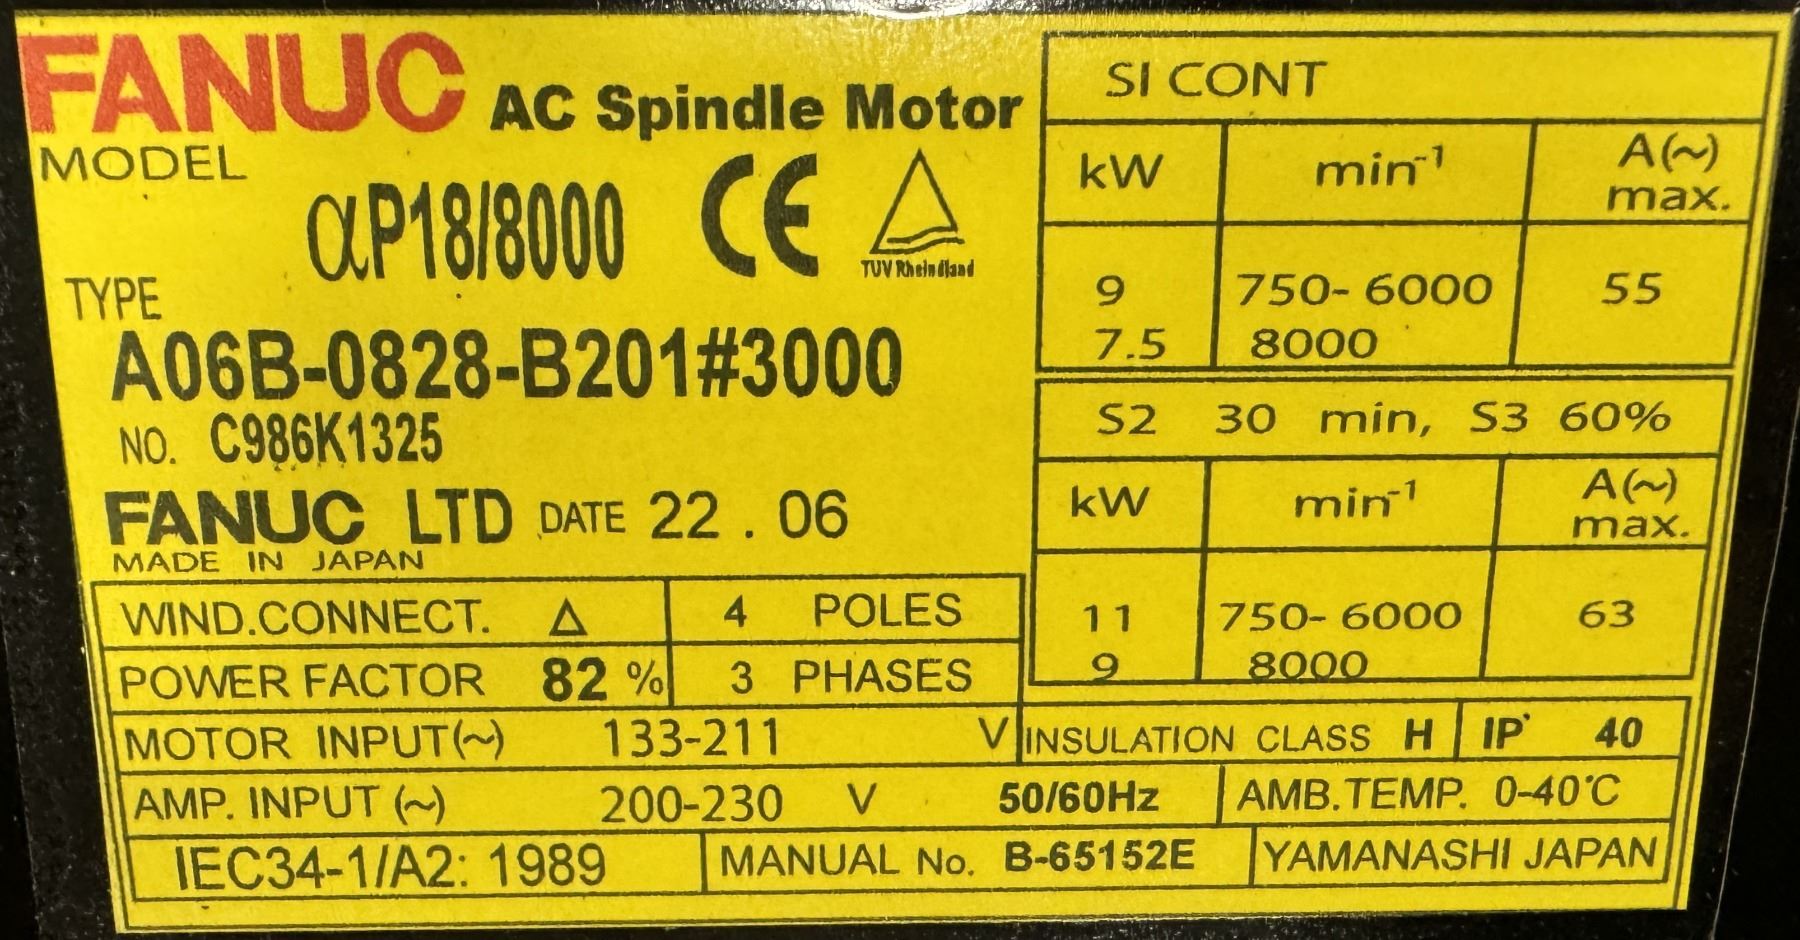 FANUC AC Spindle Motor
MODEL
αP18/8000 CE
TUV Rheindland
TYPE
A06B-0828-B201#3000
NO. C986K1325
FANUC LTD DATE 22 . 06
MADE IN JAPAN
SI CONT
kW min-1 A(~) max.
9 750-6000 55
7.5 8000
S2 30 min, S3 60%
kW min-1 A(~) max.
11 750-6000 63
9 8000
WIND.CONNECT. △ 4 POLES
POWER FACTOR 82 % 3 PHASES
MOTOR INPUT(~) 133-211 V INSULATION CLASS H IP 40
AMP. INPUT (~) 200-230 V 50/60Hz AMB.TEMP. 0-40℃
IEC34-1/A2: 1989 MANUAL No. B-65152E YAMANASHI JAPAN